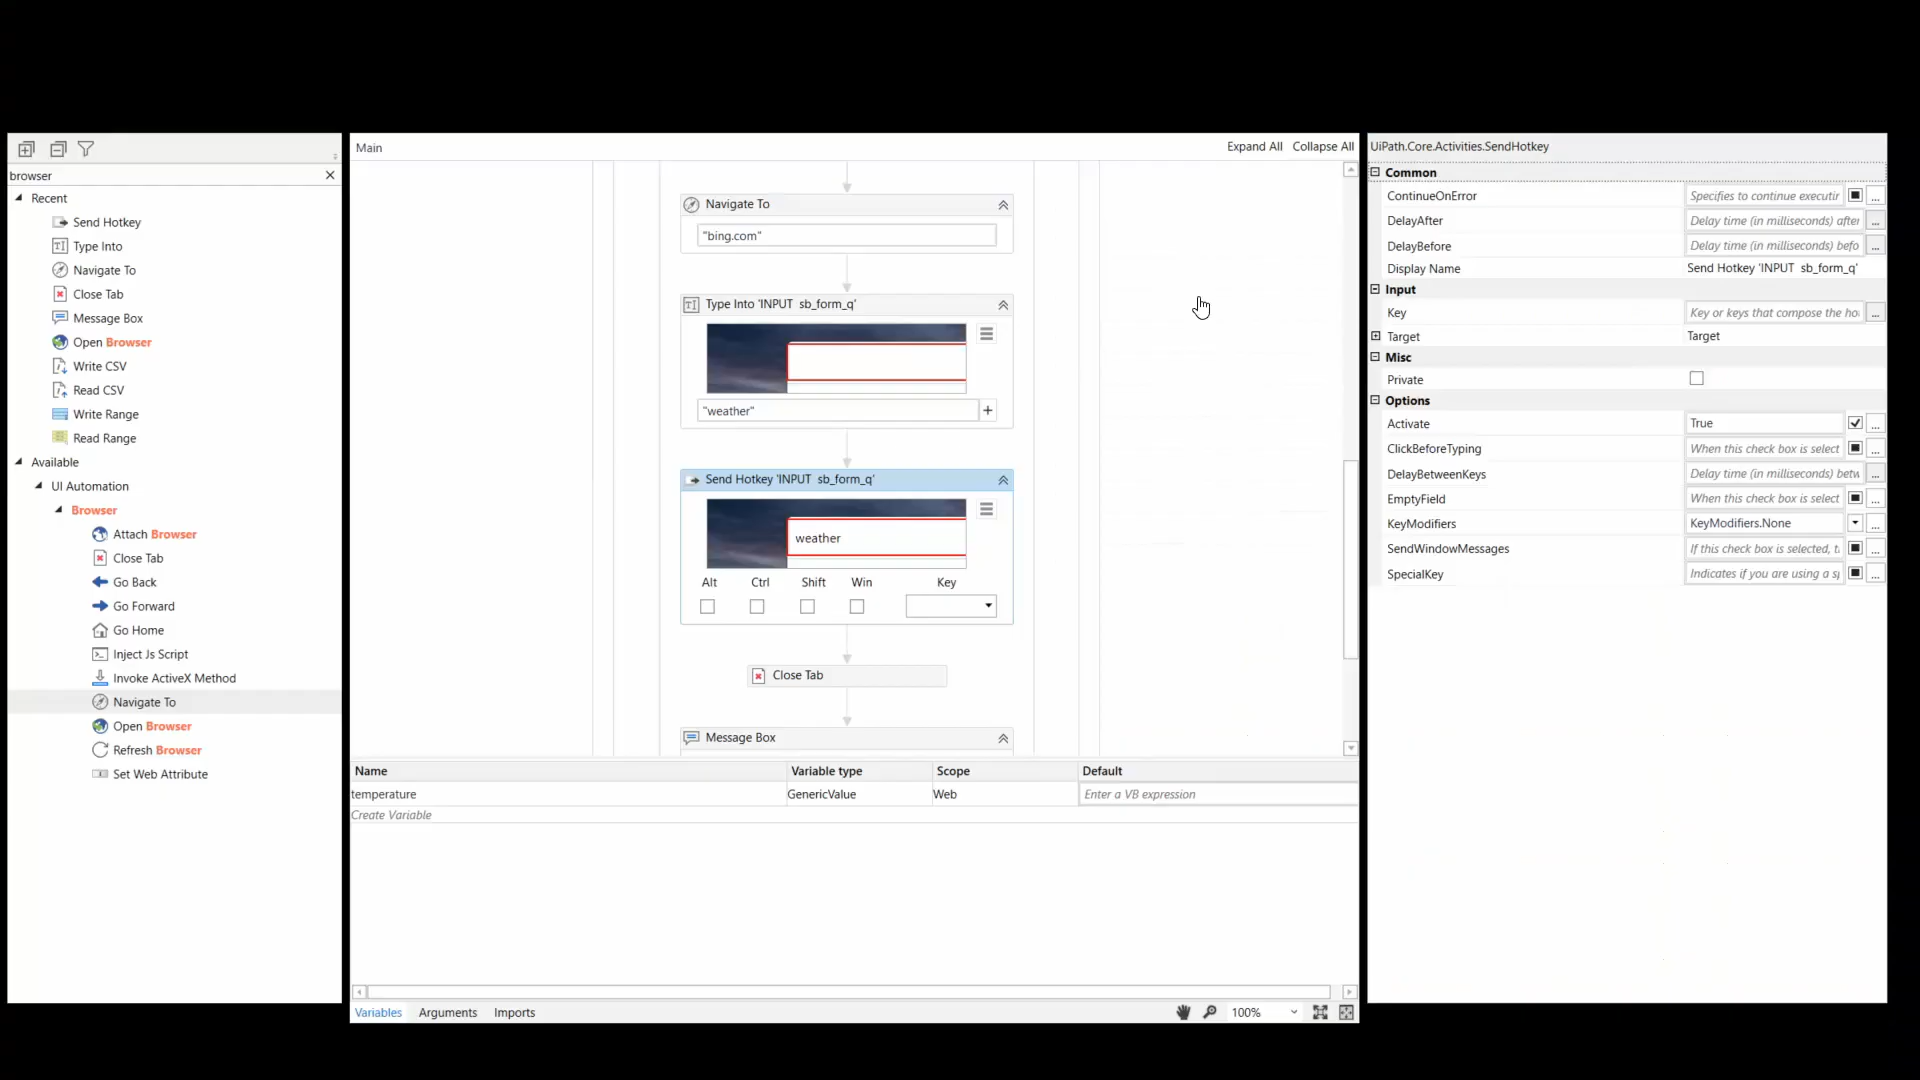 browser
Recent
Send Hotkey
Type Into
Navigate To
Close Tab
Message Box
Open Browser
Write CSV
Read CSV
Write Range
Read Range
Available
UI Automation
Browser
Attach Browser
Close Tab
Go Back
Go Forward
Go Home
Inject Js Script
Invoke ActiveX Method
Navigate To
Open Browser
Refresh Browser
Set Web Attribute
Main
Expand All Collapse All
Navigate To
"bing.com"
Type Into 'INPUT sb_form_q'
"weather"
Send Hotkey 'INPUT sb_form_q'
weather
Alt Ctrl Shift Win Key
Close Tab
Message Box
Name Variable type Scope Default
temperature GenericValue Web Enter a VB expression
Create Variable
Variables Arguments Imports 100%
UiPath.Core.Activities.SendHotkey
Common
ContinueOnError Specifies to continue executin ...
DelayAfter Delay time (in milliseconds) after ...
DelayBefore Delay time (in milliseconds) befo ...
Display Name Send Hotkey 'INPUT sb_form_q'
Input
Key Key or keys that compose the ho ...
Target Target
Misc
Private
Options
Activate True ...
ClickBeforeTyping When this check box is select ...
DelayBetweenKeys Delay time (in milliseconds) betw ...
EmptyField When this check box is select ...
KeyModifiers KeyModifiers.None ...
SendWindowMessages If this check box is selected, t ...
SpecialKey Indicates if you are using a sp ...